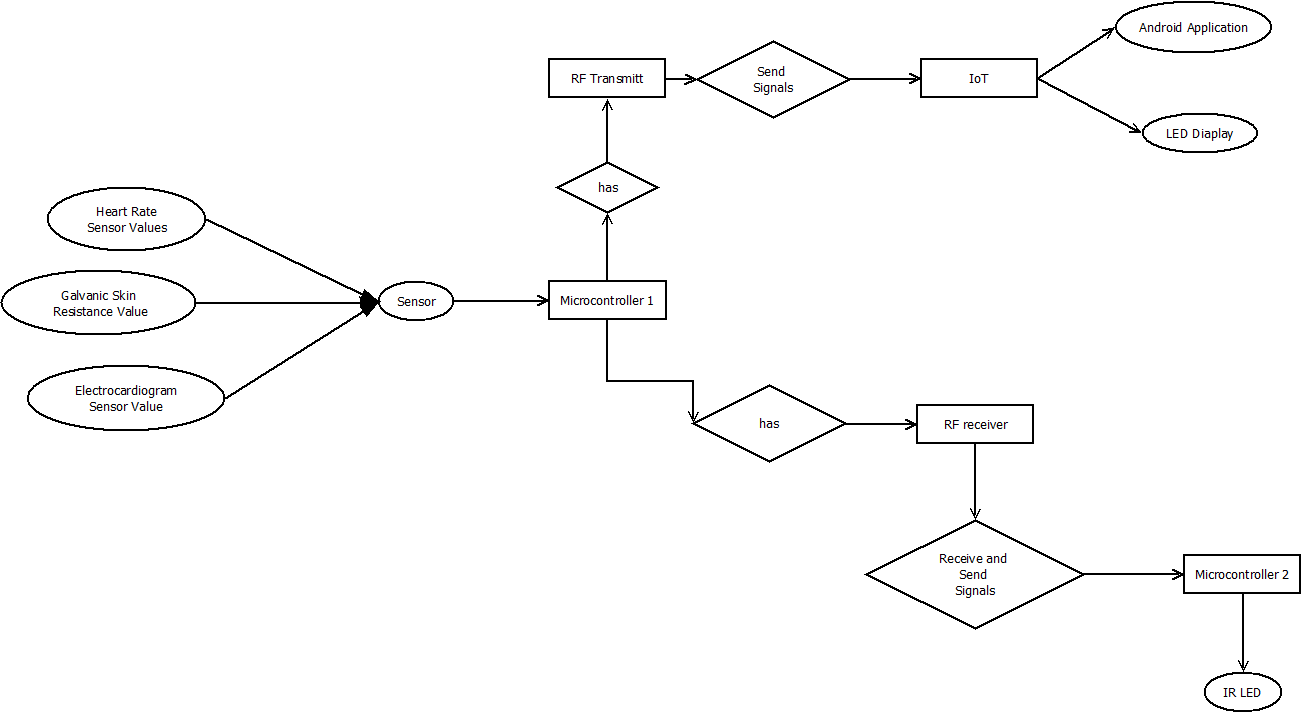 Android Application
RF Transmitt
Send
Signals
IoT
LED Diaplay
has
Heart Rate
Sensor Values
Galvanic Skin
Resistance Value
Sensor
Microcontroller 1
Electrocardiogram
Sensor Value
has
RF receiver
Receive and
Send
Signals
Microcontroller 2
IR LED